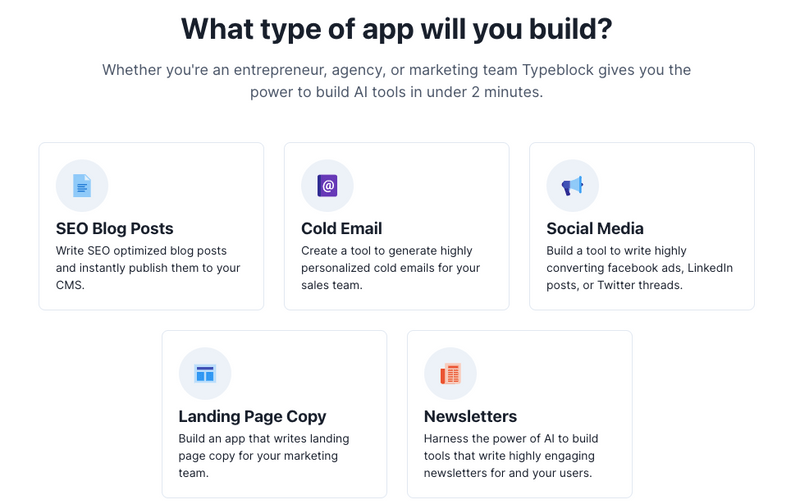 What type of app will you build?
Whether you're an entrepreneur, agency, or marketing team Typeblock gives you the
power to build AI tools in under 2 minutes.
SEO Blog Posts
Write SEO optimized blog posts
and instantly publish them to your
CMS.
@
Cold Email
Create a tool to generate highly
personalized cold emails for your
sales team.
Social Media
Build a tool to write highly
converting facebook ads, LinkedIn
posts, or Twitter threads.
Landing Page Copy
Build an app that writes landing
page copy for your marketing
team.
Newsletters
Harness the power of AI to build
tools that write highly engaging
newsletters for and your users.